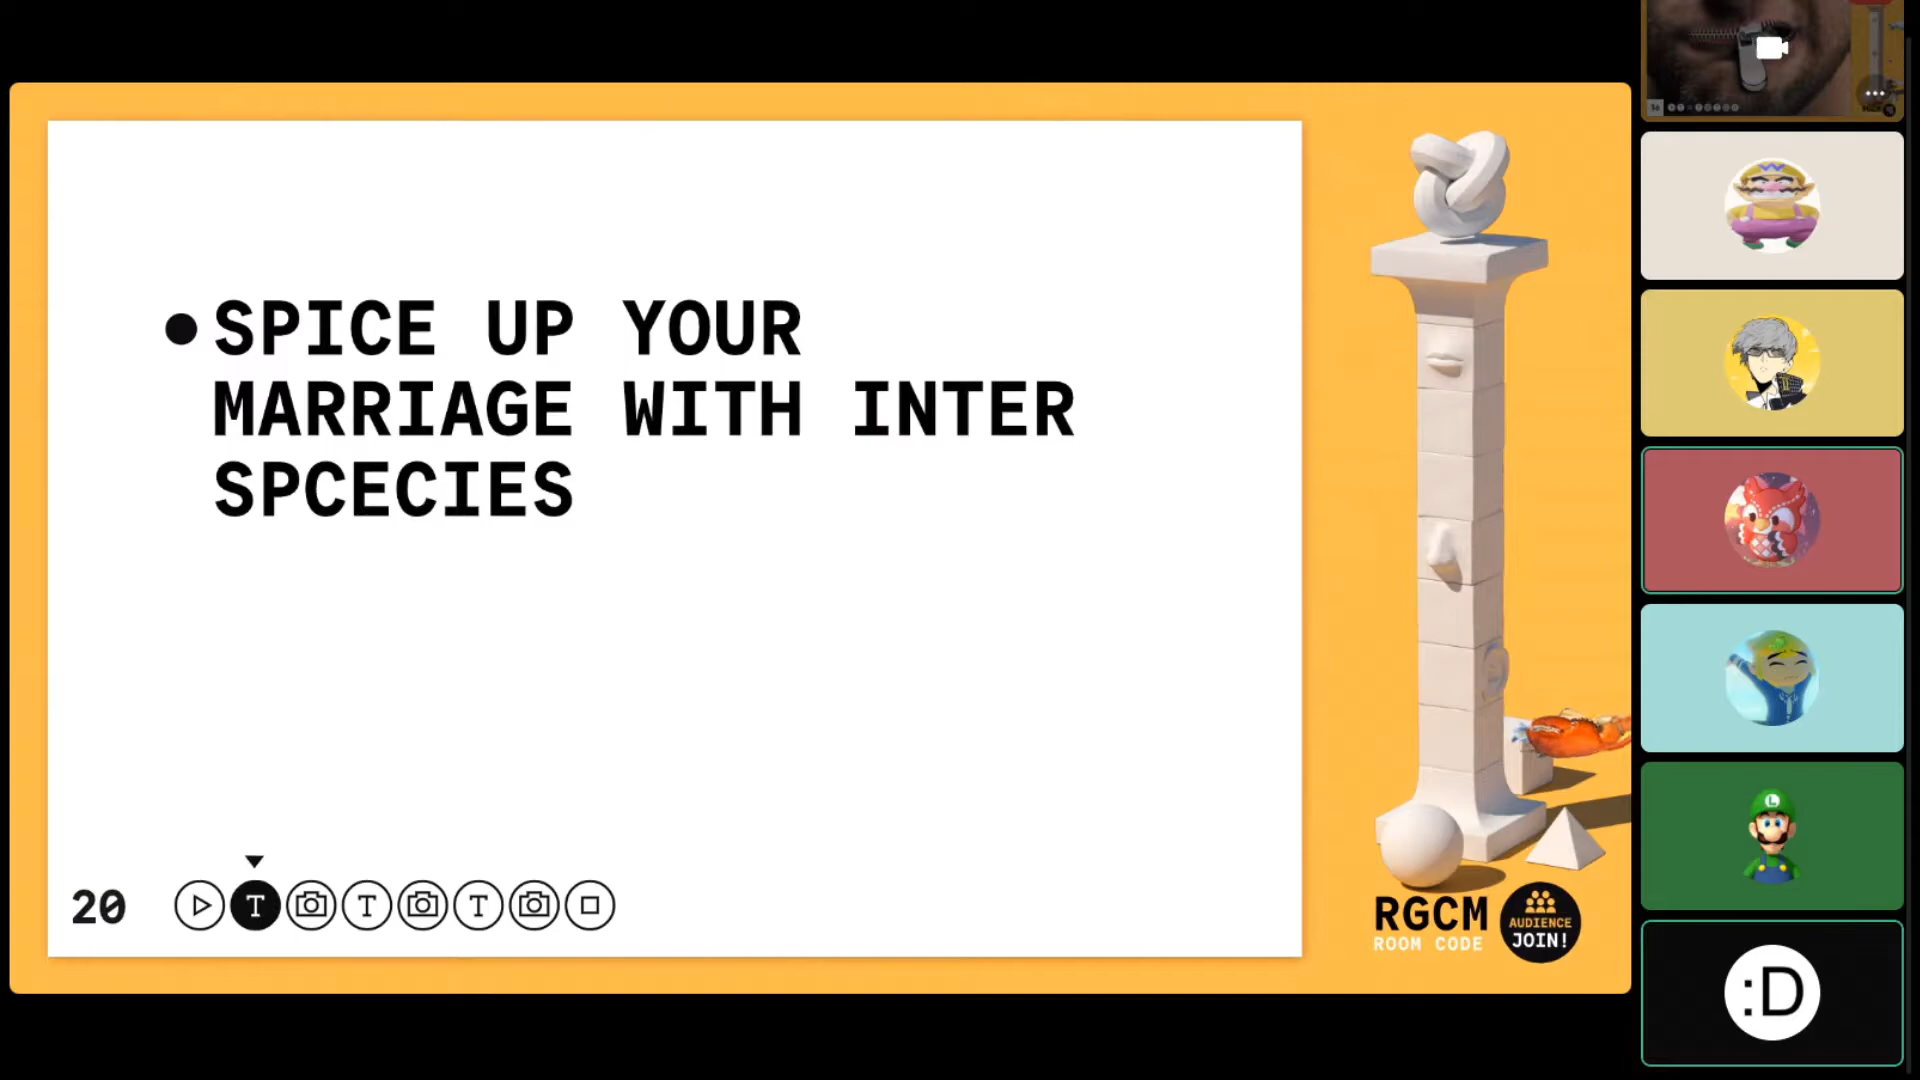 ● SPICE UP YOUR
MARRIAGE WITH INTER
SPCECIES
20
T
T
T
RGCM
ROOM CODE
AUDIENCE
JOIN!
L
:D